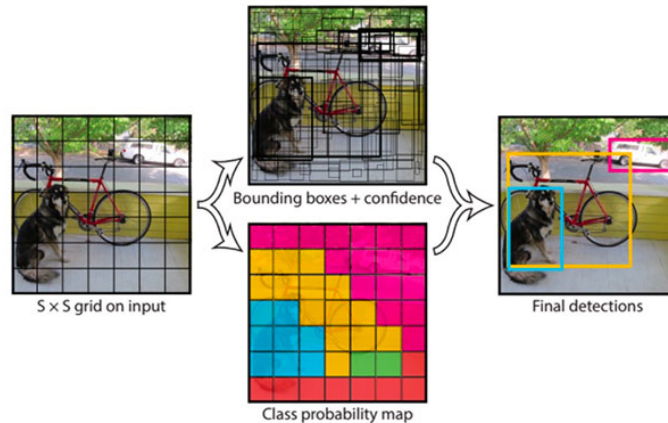 Bounding boxes + confidence
S × S grid on input
Final detections
Class probability map